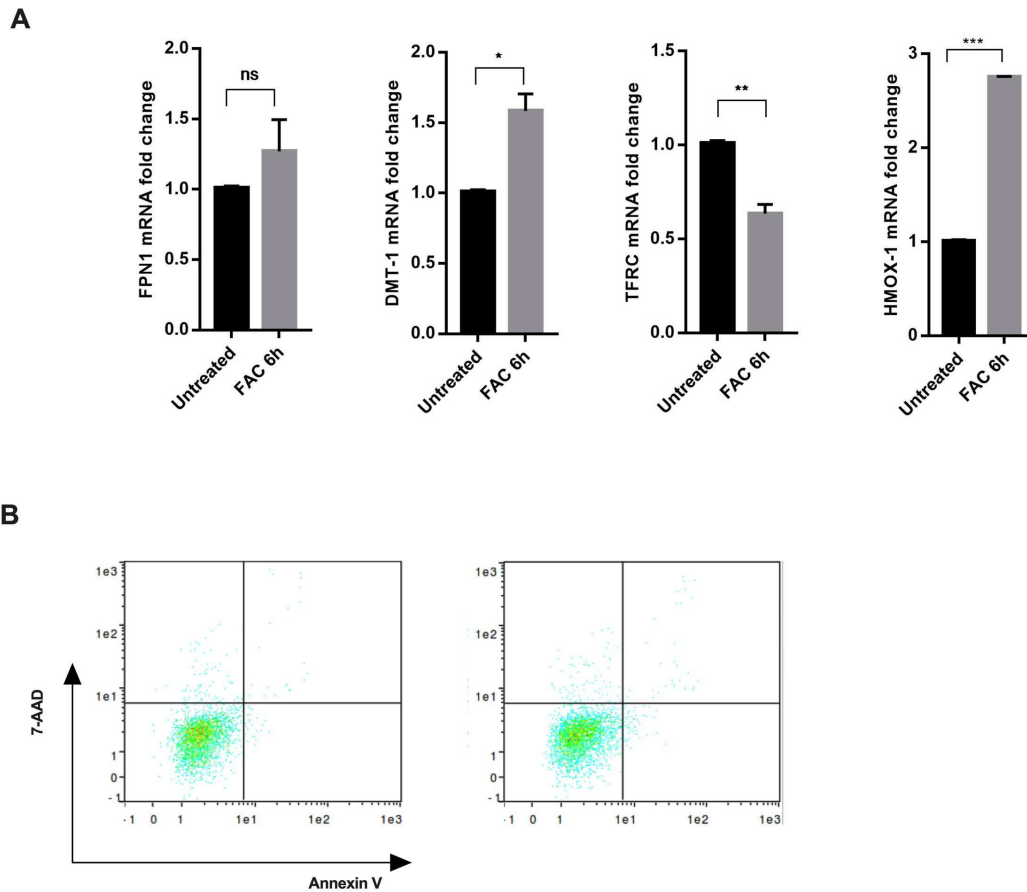 A
FPN1 mRNA fold change
2.0
1.5
1.0
0.5
0.0
ns
Untreated
FAC 6h
DMT-1 mRNA fold change
2.0
1.5
1.0
0.5
0.0
*
Untreated
FAC 6h
TFRC mRNA fold change
1.5
1.0
0.5
0.0
**
Untreated
FAC 6h
HMOX-1 mRNA fold change
3
2
1
0
***
Untreated
FAC 6h
B
7-AAD
1e3
1e2
1e1
1
0
-1
-1 0 1 1e1 1e2 1e3
1e3
1e2
1e1
1
0
-1
-1 0 1 1e1 1e2 1e3
Annexin V